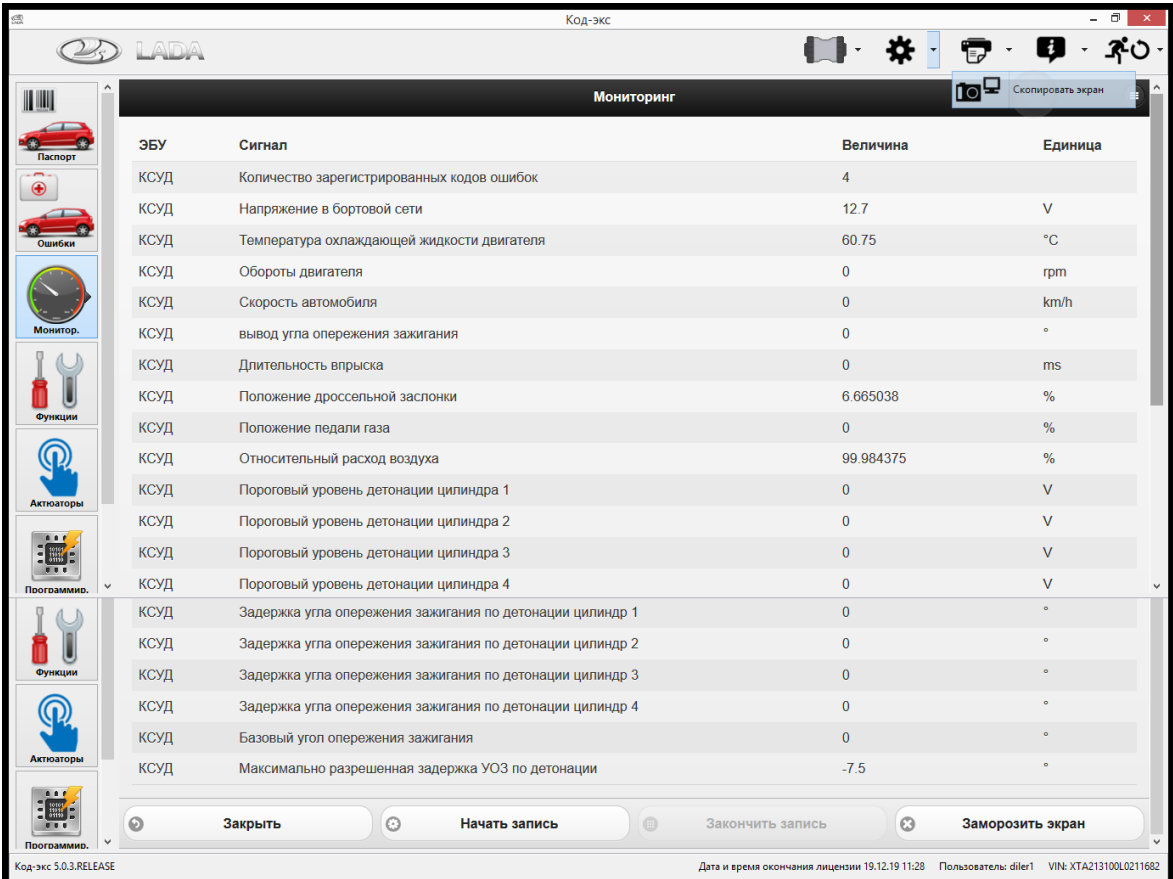 Код-экс
LADA
Скопировать экран
Мониторинг
Паспорт
Ошибки
Монитор.
Функции
Актюаторы
Программир.
ЭБУ Сигнал Величина Единица
КСУД Количество зарегистрированных кодов ошибок 4
КСУД Напряжение в бортовой сети 12.7 V
КСУД Температура охлаждающей жидкости двигателя 60.75 °C
КСУД Обороты двигателя 0 rpm
КСУД Скорость автомобиля 0 km/h
КСУД вывод угла опережения зажигания 0 °
КСУД Длительность впрыска 0 ms
КСУД Положение дроссельной заслонки 6.665038 %
КСУД Положение педали газа 0 %
КСУД Относительный расход воздуха 99.984375 %
КСУД Пороговый уровень детонации цилиндра 1 0 V
КСУД Пороговый уровень детонации цилиндра 2 0 V
КСУД Пороговый уровень детонации цилиндра 3 0 V
КСУД Пороговый уровень детонации цилиндра 4 0 V
Функции
Актюаторы
Программир.
КСУД Задержка угла опережения зажигания по детонации цилиндр 1 0 °
КСУД Задержка угла опережения зажигания по детонации цилиндр 2 0 °
КСУД Задержка угла опережения зажигания по детонации цилиндр 3 0 °
КСУД Задержка угла опережения зажигания по детонации цилиндр 4 0 °
КСУД Базовый угол опережения зажигания 0 °
КСУД Максимально разрешенная задержка УОЗ по детонации -7.5 °
Закрыть Начать запись Закончить запись Заморозить экран
Код-экс 5.0.3.RELEASE Дата и время окончания лицензии 19.12.19 11:28 Пользователь: diler1 VIN: XTA213100L0211682